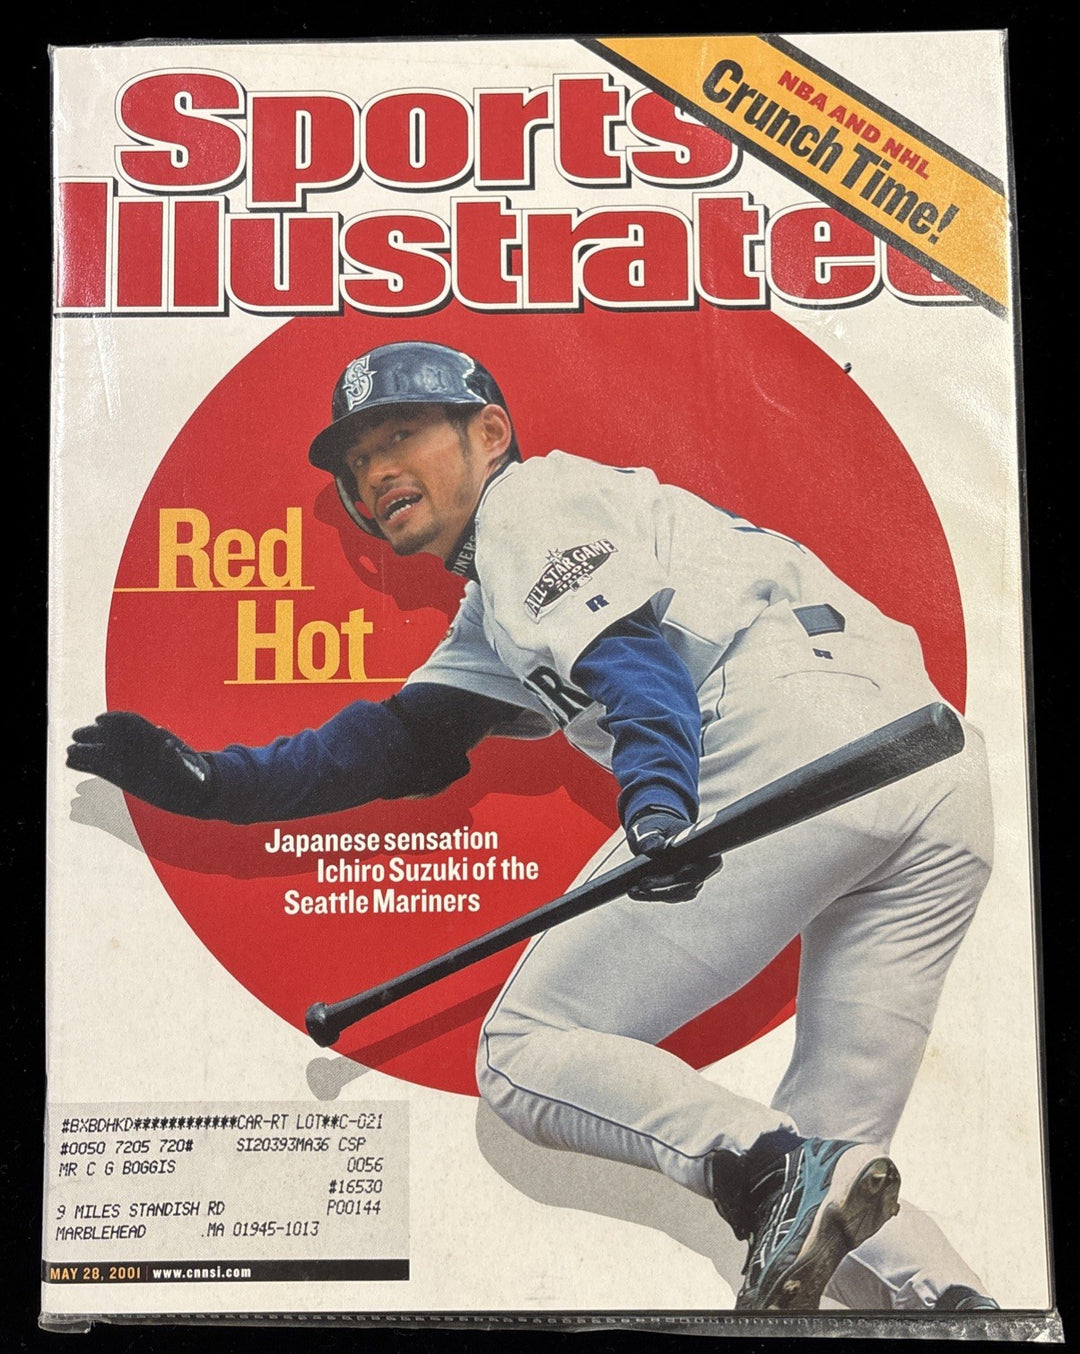 Sports
Illustrated
NBA AND NHL
Crunch Time!
Red
Hot
ALL-STAR GAME
2001
R
R
Japanese sensation
Ichiro Suzuki of the
Seattle Mariners
#BXBDHKD************CAR-RT LOT**C-021
#0050 7205 720# SI20393MA36 CSP
MR C G BOGGIS 0056
#16530
9 MILES STANDISH RD P00144
MARBLEHEAD .MA 01945-1013
MAY 28, 2001 www.cnnsi.com